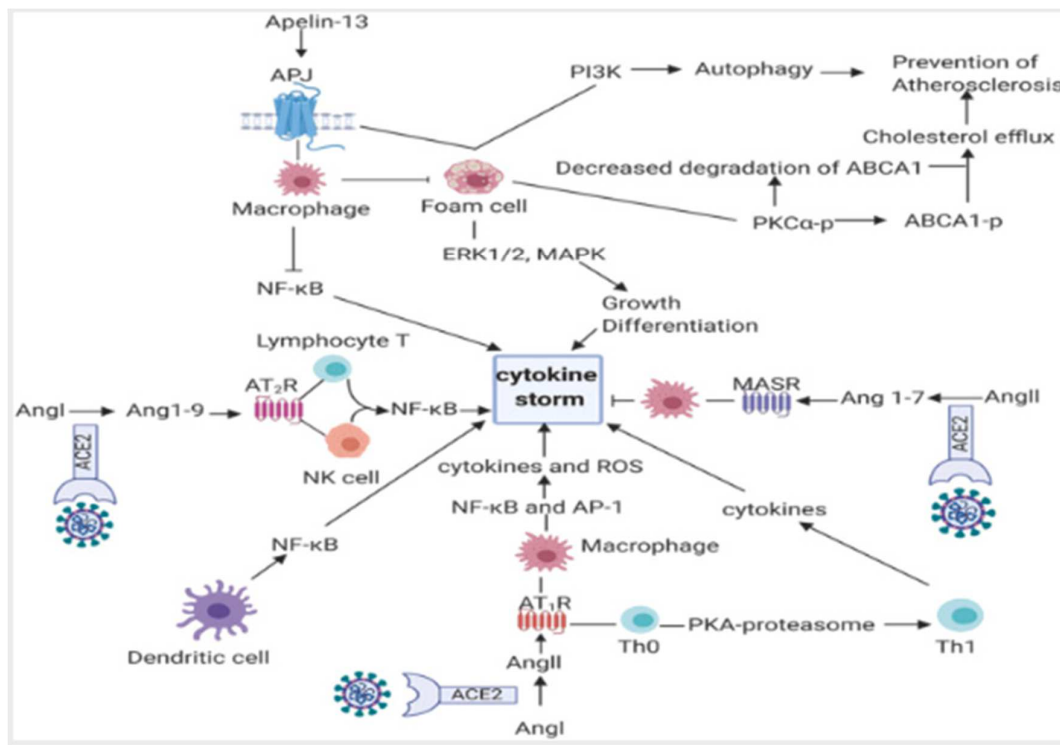 Apelin-13
APJ
PI3K
Autophagy
Prevention of
Atherosclerosis
Cholesterol efflux
Decreased degradation of ABCA1
Macrophage
Foam cell
PKCα-p
ABCA1-p
ERK1/2, MAPK
NF-κB
Growth
Differentiation
Lymphocyte T
cytokine
storm
AT₂R
MASR
AngI
Ang1-9
NF-κB
Ang 1-7
AngII
ACE2
ACE2
NK cell
cytokines and ROS
NF-κB and AP-1
cytokines
NF-κB
Macrophage
AT₁R
Th0
PKA-proteasome
Th1
Dendritic cell
AngII
ACE2
AngI